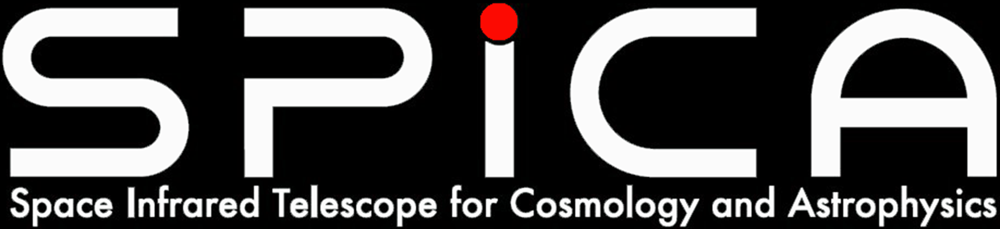 SPiCA
Space Infrared Telescope for Cosmology and Astrophysics